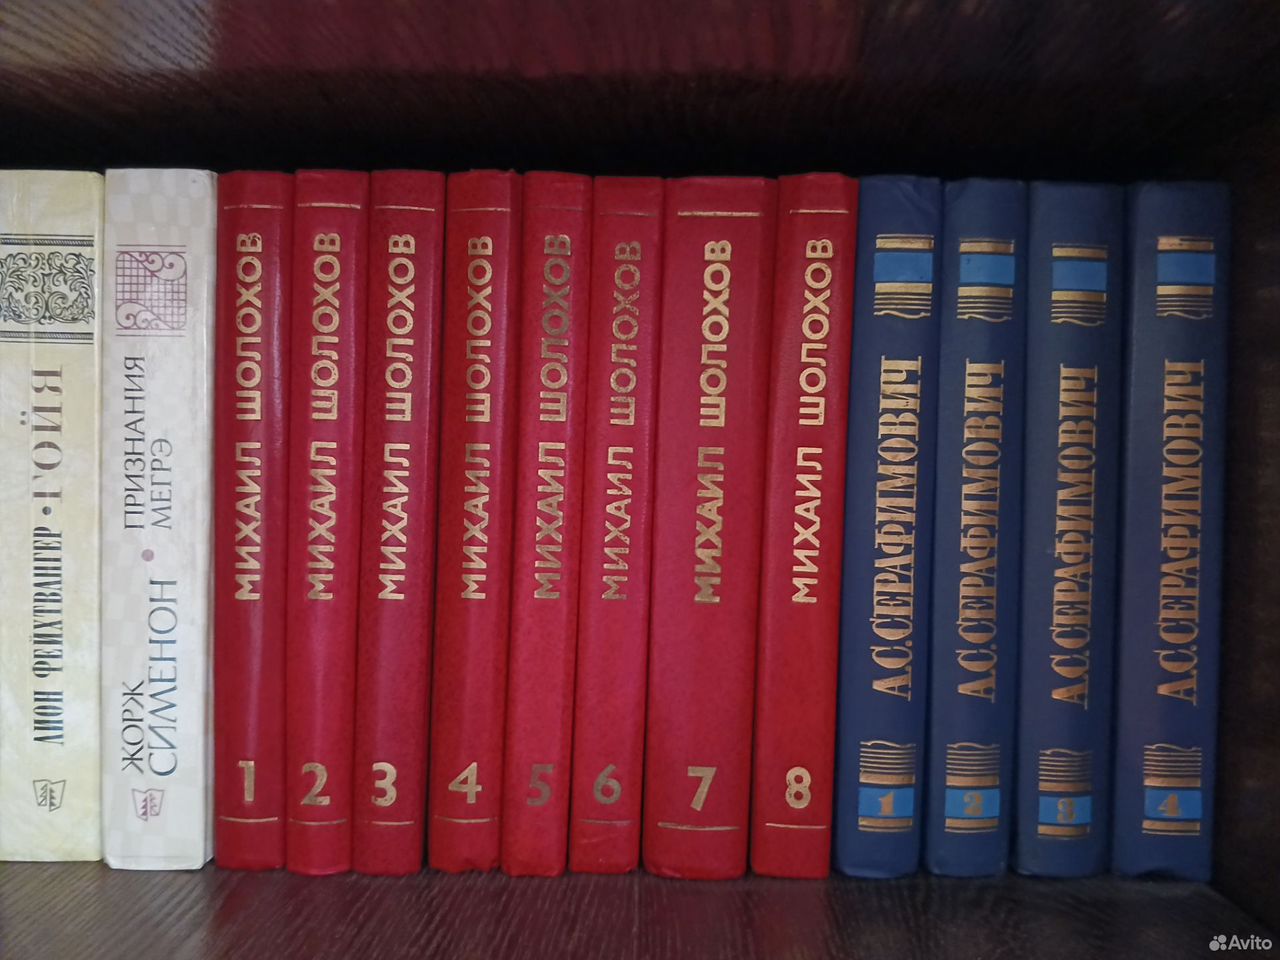 ЛИОН ФЕЙХТВАНГЕР • ГОЙЯ
ЖОРЖ
СИМЕНОН
•
ПРИЗНАНИЯ
МЕГРЭ
МИХАИЛ ШОЛОХОВ
1
МИХАИЛ ШОЛОХОВ
2
МИХАИЛ ШОЛОХОВ
3
МИХАИЛ ШОЛОХОВ
4
МИХАИЛ ШОЛОХОВ
5
МИХАИЛ ШОЛОХОВ
6
МИХАИЛ ШОЛОХОВ
7
МИХАИЛ ШОЛОХОВ
8
А.С.СЕРАФИМОВИЧ
1
А.С.СЕРАФИМОВИЧ
2
А.С.СЕРАФИМОВИЧ
3
А.С.СЕРАФИМОВИЧ
4
Avito